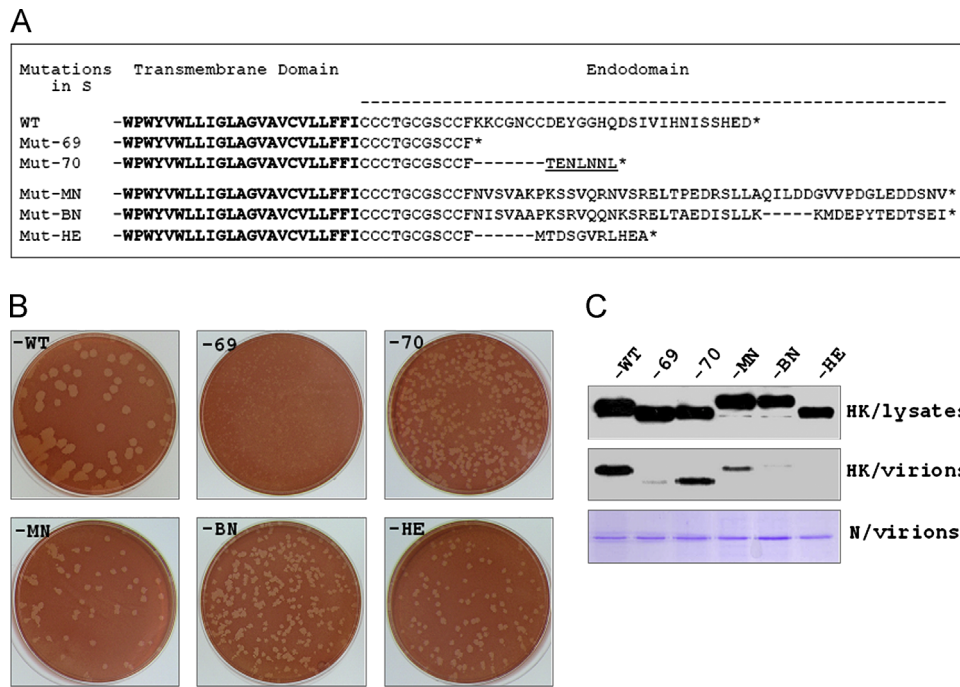 A
Mutations Transmembrane Domain Endodomain
in S
WT -WPWYVWLLIGLAGVAVCVLLFFICCCTGCGSCCFKKCGNCCDEYGGHQDSIVIHNISSHED*
Mut-69 -WPWYVWLLIGLAGVAVCVLLFFICCCTGCGSCCF*
Mut-70 -WPWYVWLLIGLAGVAVCVLLFFICCCTGCGSCCF-------TENLNNL*
Mut-MN -WPWYVWLLIGLAGVAVCVLLFFICCCTGCGSCCFNVSVAKPKSSVQRNVSRELTPEDRSLLAQILDDGVVPDGLEDDSNV*
Mut-BN -WPWYVWLLIGLAGVAVCVLLFFICCCTGCGSCCFNISVAAPKSRVQQNKSRELTAEDISLLK-----KMDEPYTEDTSEI*
Mut-HE -WPWYVWLLIGLAGVAVCVLLFFICCCTGCGSCCF------MTDSGVRLHEA*
B
-WT -69 -70
-MN -BN -HE
C
-WT -69 -70 -MN -BN -HE
HK/lysates
HK/virions
N/virions